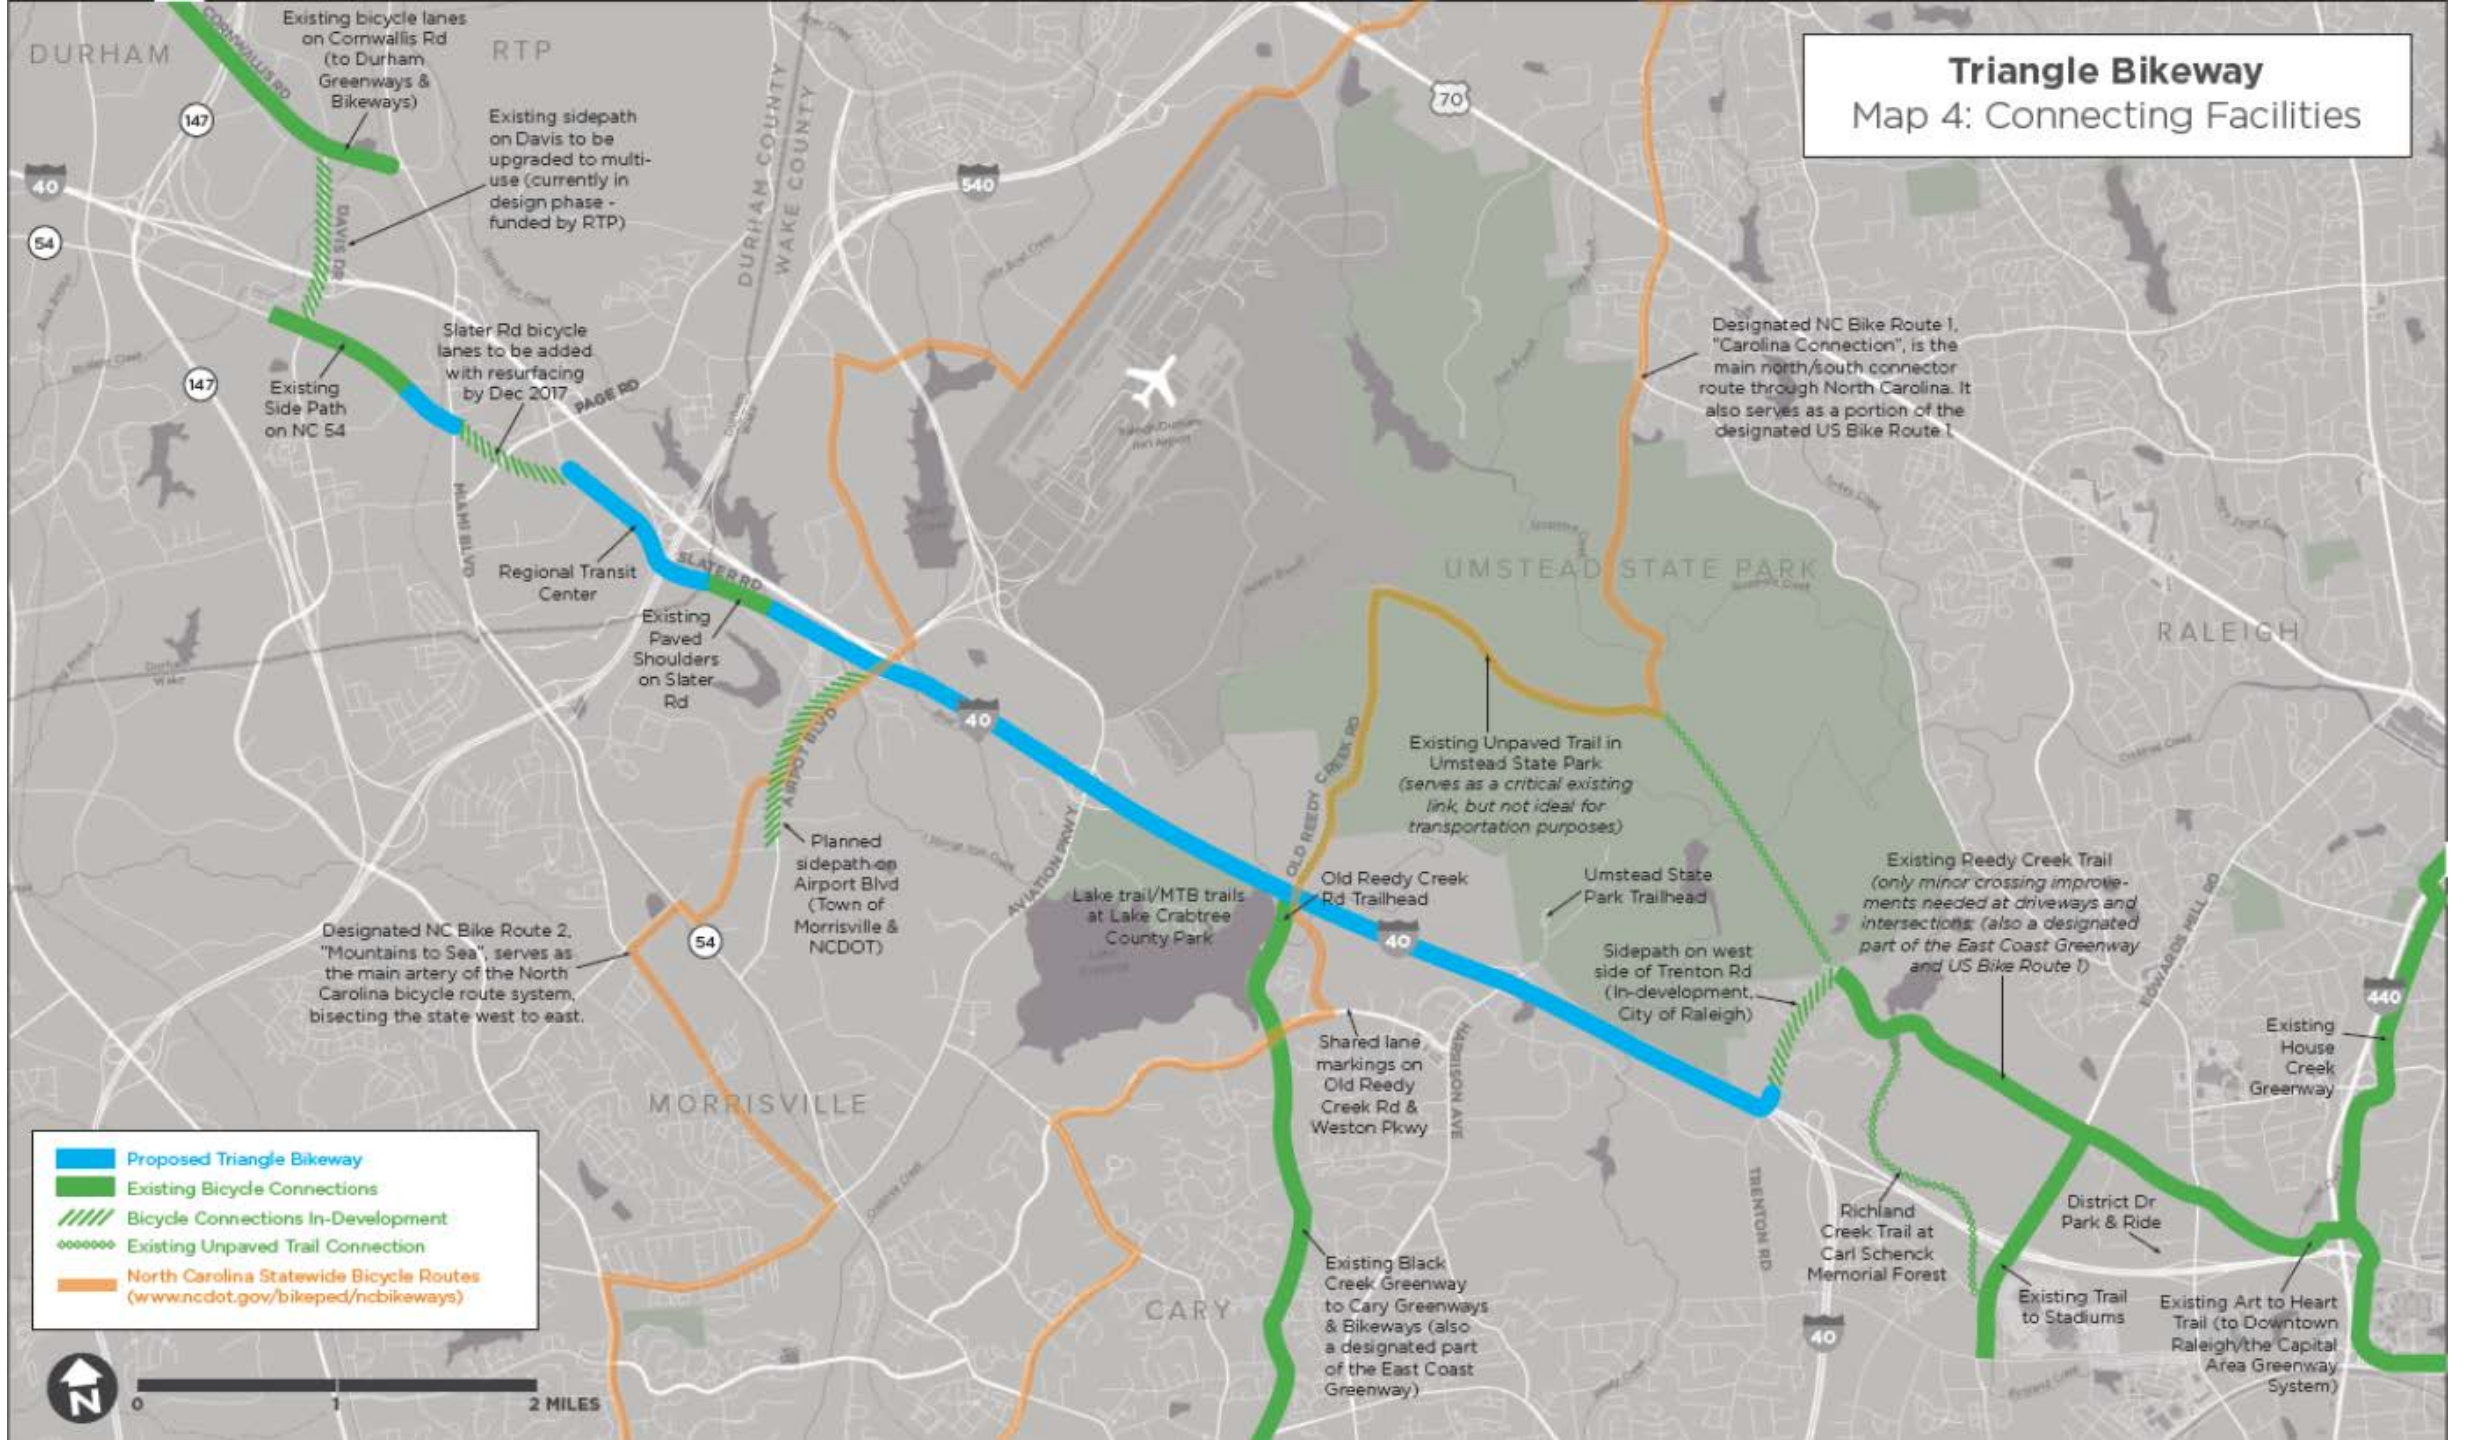 Triangle Bikeway
Map 4: Connecting Facilities
DURHAM
RTP
CORNWALLIS RD
Existing bicycle lanes
on Cornwallis Rd
(to Durham
Greenways &
Bikeways)
147
40
54
Existing sidepath
on Davis to be
upgraded to multi-
use (currently in
design phase -
funded by RTP)
DAVIS DR
DURHAM COUNTY
WAKE COUNTY
540
70
Slater Rd bicycle
lanes to be added
with resurfacing
by Dec 2017
PAGE RD
147
Existing
Side Path
on NC 54
MIAMI BLVD
Regional Transit
Center
SLATER RD
Existing
Paved
Shoulders
on Slater
Rd
Designated NC Bike Route 1,
"Carolina Connection", is the
main north/south connector
route through North Carolina. It
also serves as a portion of the
designated US Bike Route 1.
UMSTEAD STATE PARK
RALEIGH
40
AIRPOT BLVD
Planned
sidepath on
Airport Blvd
(Town of
Morrisville &
NCDOT)
AVIATION PKWY
OLD REEDY CREEK RD
Existing Unpaved Trail in
Umstead State Park
(serves as a critical existing
link, but not ideal for
transportation purposes)
Lake trail/MTB trails
at Lake Crabtree
County Park
Old Reedy Creek
Rd Trailhead
Umstead State
Park Trailhead
Existing Reedy Creek Trail
(only minor crossing improve-
ments needed at driveways and
intersections: (also a designated
part of the East Coast Greenway
and US Bike Route 1)
EDWARDS MILL RD
Designated NC Bike Route 2,
"Mountains to Sea", serves as
the main artery of the North
Carolina bicycle route system,
bisecting the state west to east.
54
40
Sidepath on west
side of Trenton Rd
(In-development,
City of Raleigh)
440
Existing
House
Creek
Greenway
Shared lane
markings on
Old Reedy
Creek Rd &
Weston Pkwy
HARRISON AVE
MORRISVILLE
TRENTON RD
Richland
Creek Trail at
Carl Schenck
Memorial Forest
District Dr
Park & Ride
Existing Black
Creek Greenway
to Cary Greenways
& Bikeways (also
a designated part
of the East Coast
Greenway)
CARY
40
Existing Trail
to Stadiums
Existing Art to Heart
Trail (to Downtown
Raleigh/the Capital
Area Greenway
System)
Proposed Triangle Bikeway
Existing Bicycle Connections
Bicycle Connections In-Development
Existing Unpaved Trail Connection
North Carolina Statewide Bicycle Routes
(www.ncdot.gov/bikeped/ncbikeways)
N
0 1 2 MILES